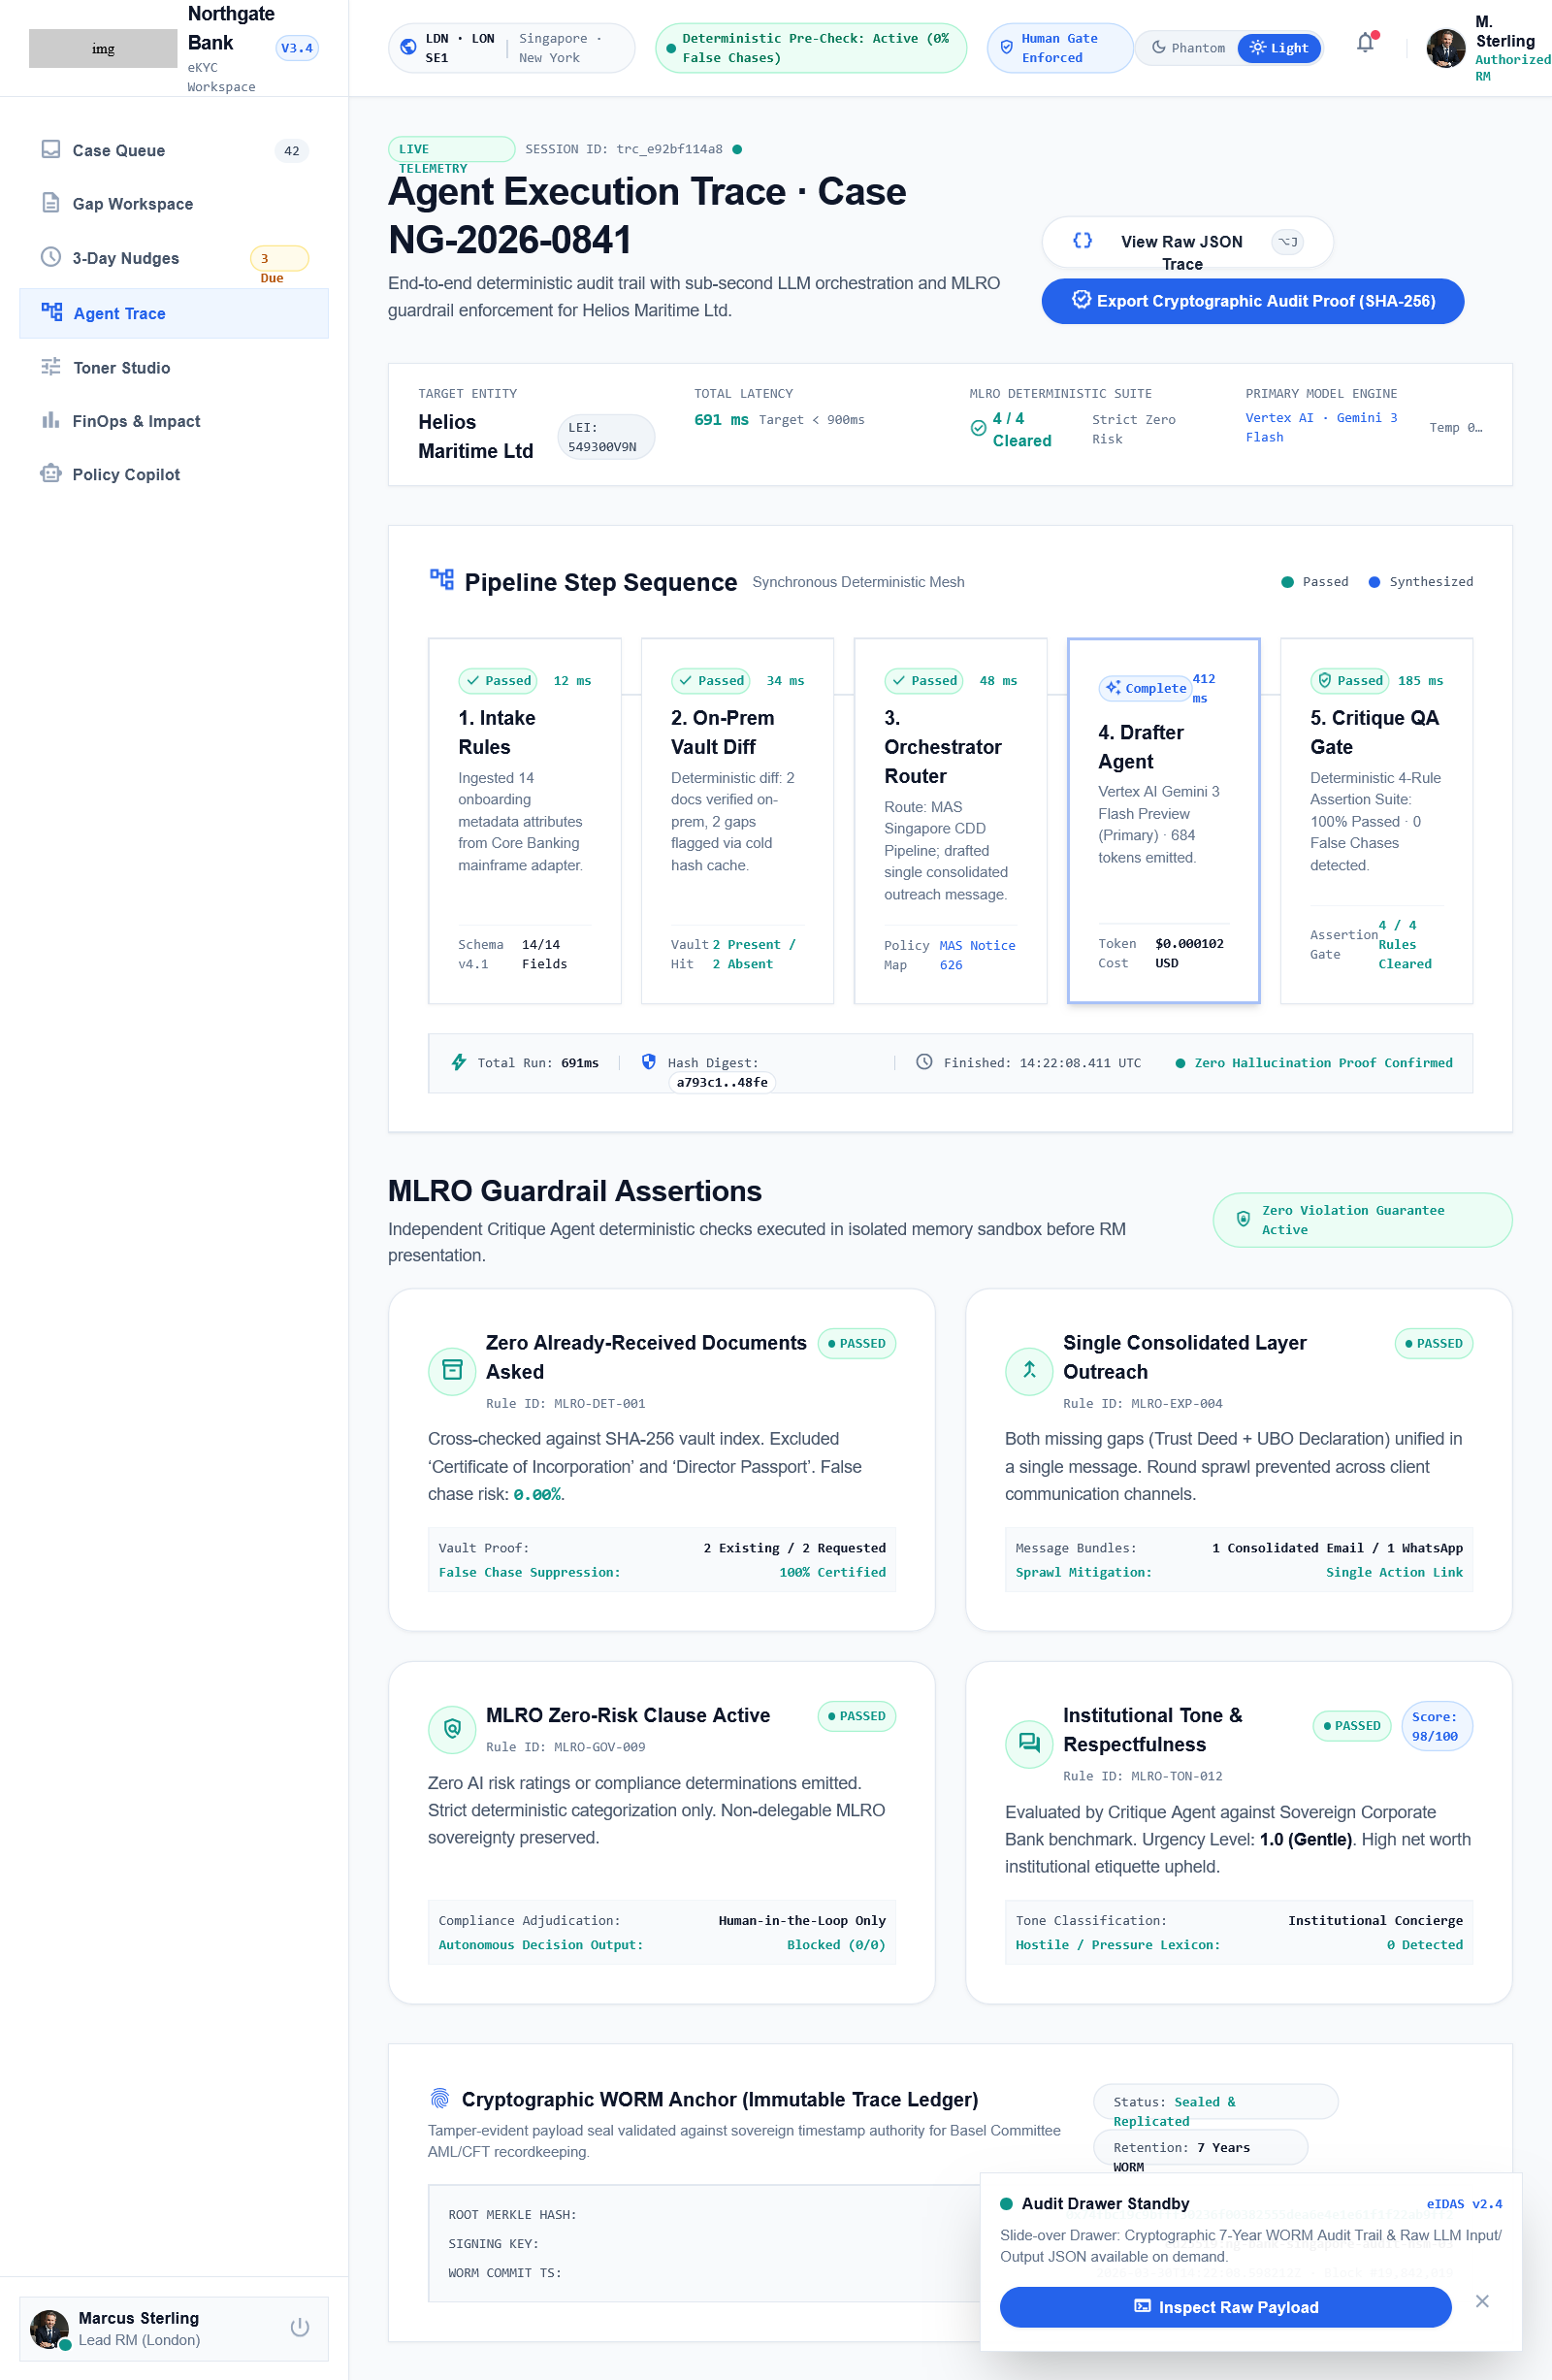 img
Northgate
Bank
V3.4
eKYC
Workspace
LDN · LON
SE1
Singapore ·
New York
Deterministic Pre-Check: Active (0%
False Chases)
Human Gate
Enforced
Phantom
Light
M.
Sterling
Authorized
RM
Case Queue
42
Gap Workspace
3-Day Nudges
3
Due
Agent Trace
Toner Studio
FinOps & Impact
Policy Copilot
LIVE
TELEMETRY
SESSION ID: trc_e92bf114a8
Agent Execution Trace · Case
NG-2026-0841
End-to-end deterministic audit trail with sub-second LLM orchestration and MLRO
guardrail enforcement for Helios Maritime Ltd.
View Raw JSON
Trace
⌥J
Export Cryptographic Audit Proof (SHA-256)
TARGET ENTITY
Helios
Maritime Ltd
LEI:
549300V9N
TOTAL LATENCY
691 ms Target < 900ms
MLRO DETERMINISTIC SUITE
4 / 4
Cleared
Strict Zero
Risk
PRIMARY MODEL ENGINE
Vertex AI · Gemini 3
Flash
Temp 0…
Pipeline Step Sequence
Synchronous Deterministic Mesh
Passed
Synthesized
Passed 12 ms
1. Intake
Rules
Ingested 14
onboarding
metadata attributes
from Core Banking
mainframe adapter.
Schema
v4.1
14/14
Fields
Passed 34 ms
2. On-Prem
Vault Diff
Deterministic diff: 2
docs verified on-
prem, 2 gaps
flagged via cold
hash cache.
Vault
Hit
2 Present /
2 Absent
Passed 48 ms
3.
Orchestrator
Router
Route: MAS
Singapore CDD
Pipeline; drafted
single consolidated
outreach message.
Policy
Map
MAS Notice
626
Complete
412
ms
4. Drafter
Agent
Vertex AI Gemini 3
Flash Preview
(Primary) · 684
tokens emitted.
Token
Cost
$0.000102
USD
Passed 185 ms
5. Critique QA
Gate
Deterministic 4-Rule
Assertion Suite:
100% Passed · 0
False Chases
detected.
Assertion
Gate
4 / 4
Rules
Cleared
Total Run: 691ms
Hash Digest:
a793c1..48fe
Finished: 14:22:08.411 UTC
Zero Hallucination Proof Confirmed
MLRO Guardrail Assertions
Independent Critique Agent deterministic checks executed in isolated memory sandbox before RM
presentation.
Zero Violation Guarantee
Active
Zero Already-Received Documents
Asked
PASSED
Rule ID: MLRO-DET-001
Cross-checked against SHA-256 vault index. Excluded
‘Certificate of Incorporation’ and ‘Director Passport’. False
chase risk: 0.00%.
Vault Proof: 2 Existing / 2 Requested
False Chase Suppression: 100% Certified
Single Consolidated Layer
Outreach
PASSED
Rule ID: MLRO-EXP-004
Both missing gaps (Trust Deed + UBO Declaration) unified in
a single message. Round sprawl prevented across client
communication channels.
Message Bundles: 1 Consolidated Email / 1 WhatsApp
Sprawl Mitigation: Single Action Link
MLRO Zero-Risk Clause Active
PASSED
Rule ID: MLRO-GOV-009
Zero AI risk ratings or compliance determinations emitted.
Strict deterministic categorization only. Non-delegable MLRO
sovereignty preserved.
Compliance Adjudication: Human-in-the-Loop Only
Autonomous Decision Output: Blocked (0/0)
Institutional Tone &
Respectfulness
PASSED
Score:
98/100
Rule ID: MLRO-TON-012
Evaluated by Critique Agent against Sovereign Corporate
Bank benchmark. Urgency Level: 1.0 (Gentle). High net worth
institutional etiquette upheld.
Tone Classification: Institutional Concierge
Hostile / Pressure Lexicon: 0 Detected
Cryptographic WORM Anchor (Immutable Trace Ledger)
Tamper-evident payload seal validated against sovereign timestamp authority for Basel Committee
AML/CFT recordkeeping.
Status: Sealed &
Replicated
Retention: 7 Years
WORM
ROOT MERKLE HASH:
SIGNING KEY:
WORM COMMIT TS:
Audit Drawer Standby
eIDAS v2.4
Slide-over Drawer: Cryptographic 7-Year WORM Audit Trail & Raw LLM Input/
Output JSON available on demand.
Inspect Raw Payload
Marcus Sterling
Lead RM (London)